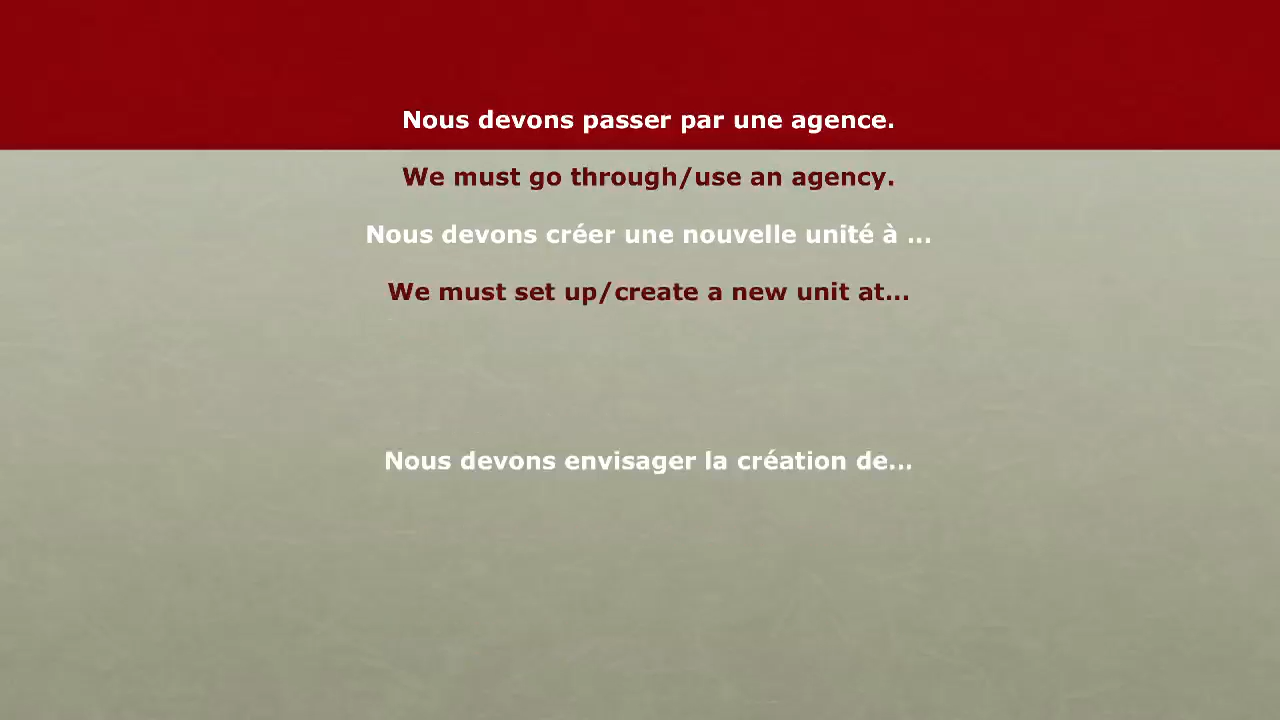 Nous devons passer par une agence.
We must go through/use an agency.
Nous devons créer une nouvelle unité à ...
We must set up/create a new unit at...
Nous devons envisager la création de...